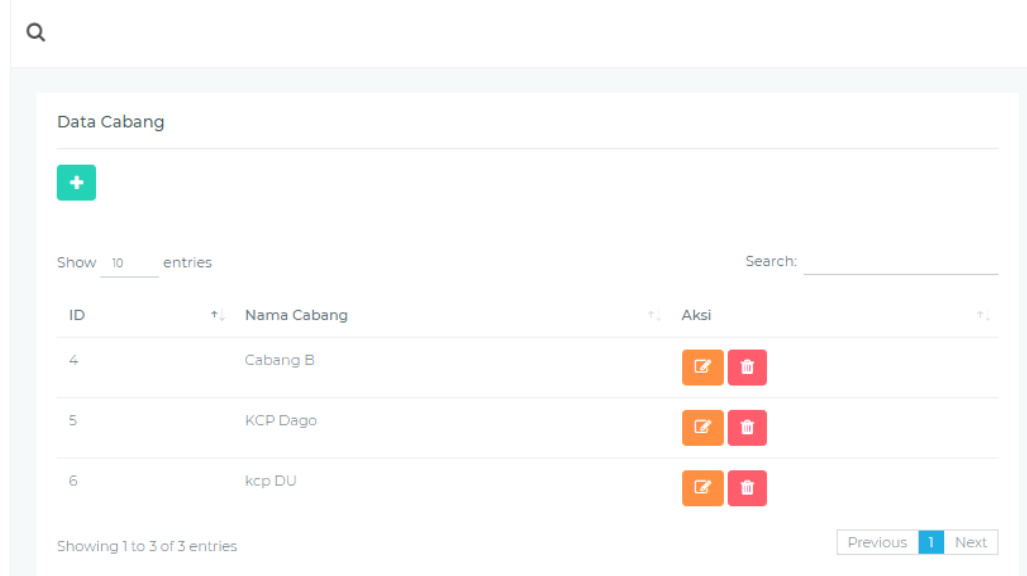 Data Cabang
Show 10 entries Search:
ID Nama Cabang Aksi
4 Cabang B
5 KCP Dago
6 kcp DU
Showing 1 to 3 of 3 entries Previous 1 Next